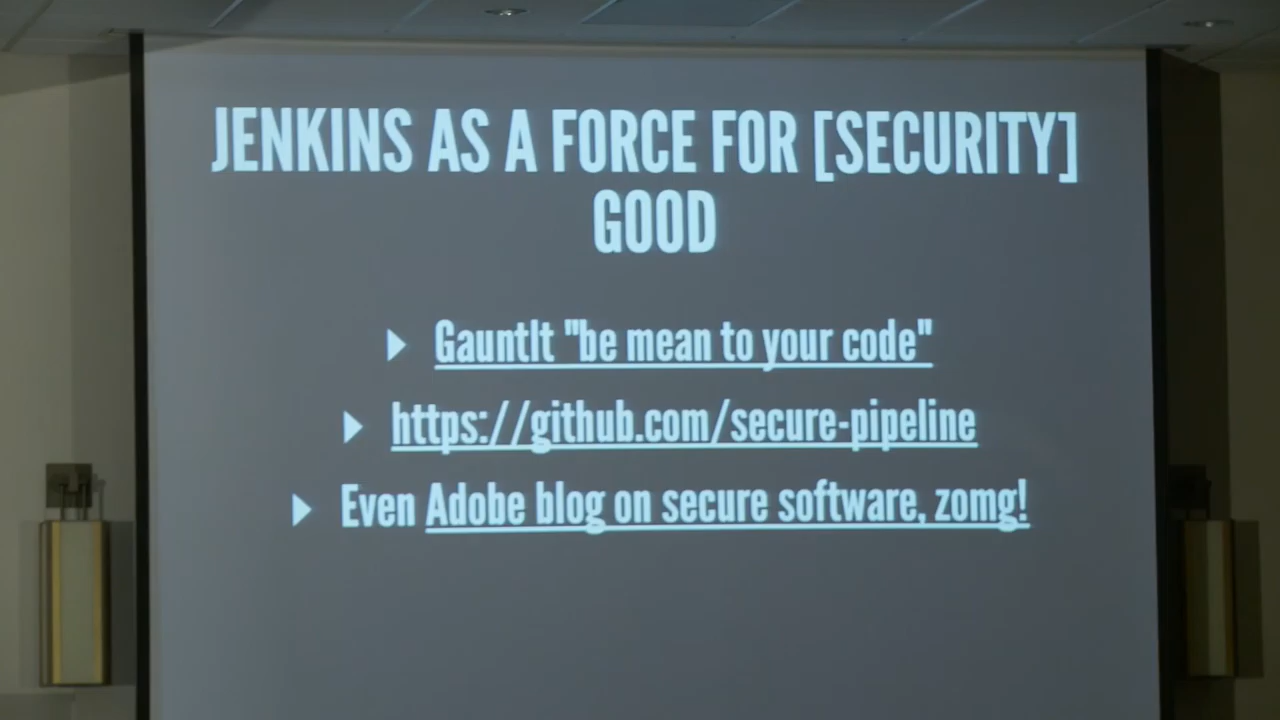 JENKINS AS A FORCE FOR [SECURITY]
GOOD
Gauntlt "be mean to your code"
https://github.com/secure-pipeline
Even Adobe blog on secure software, zomg!